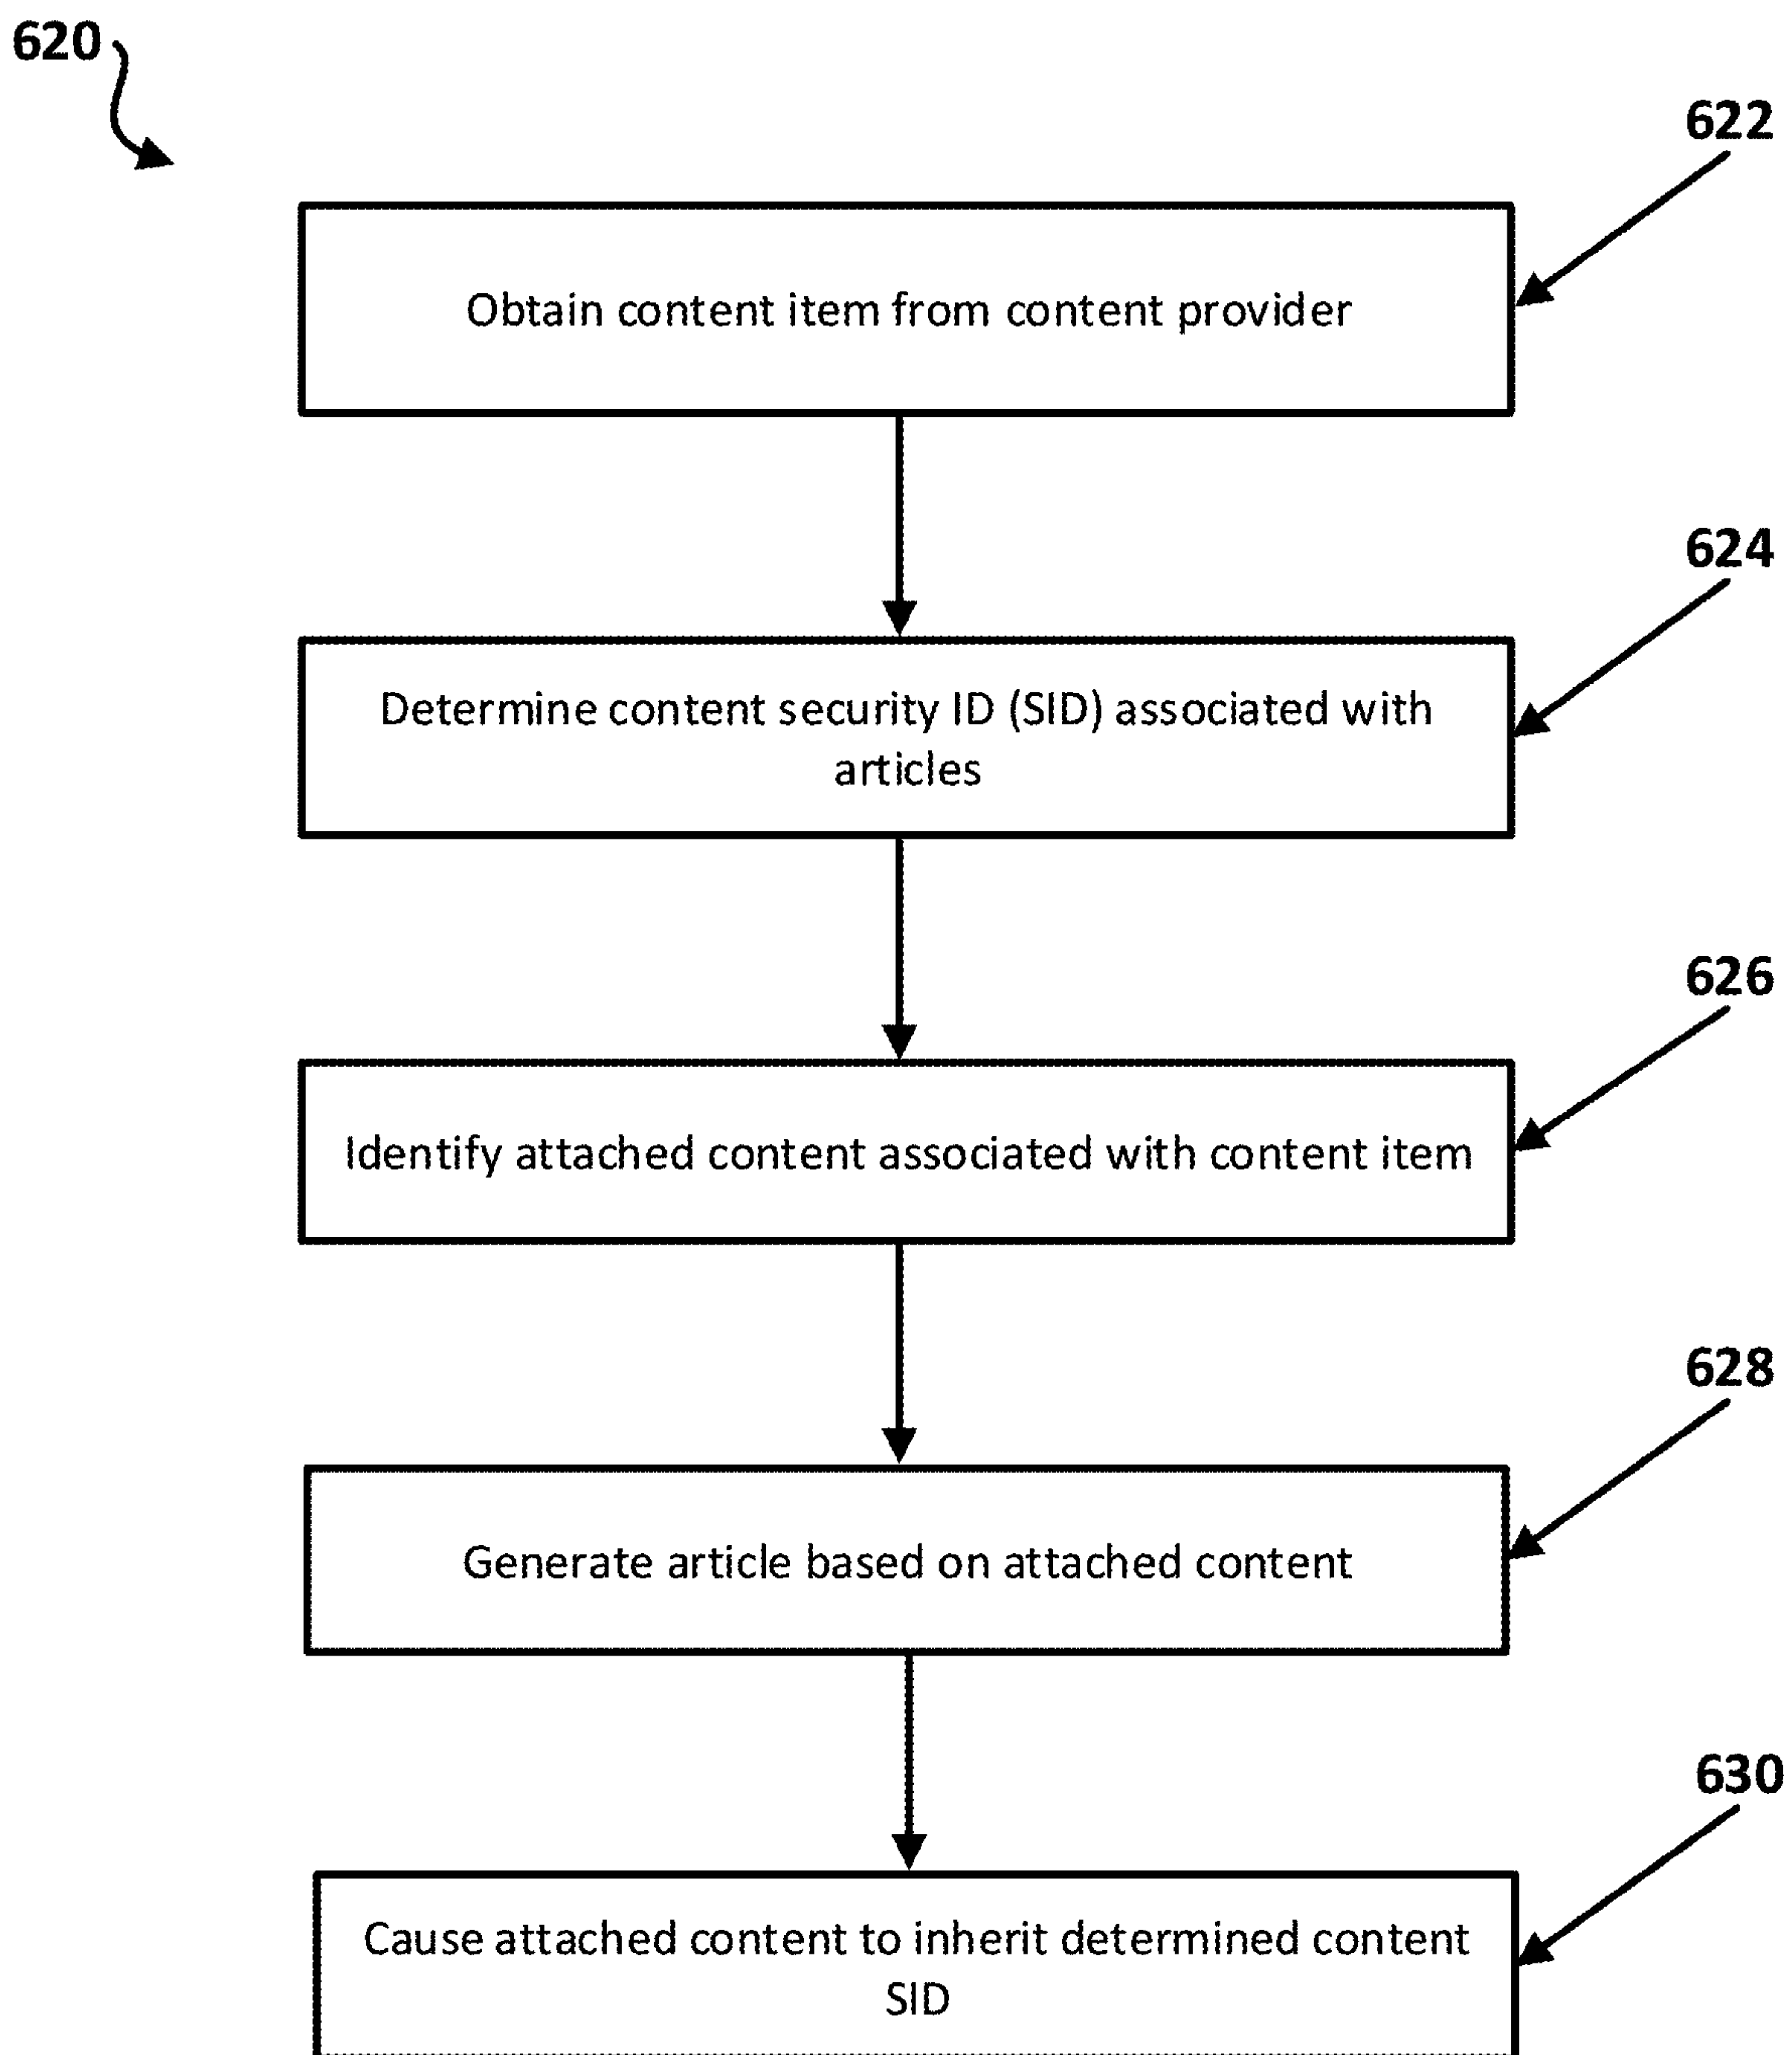 620
622
Obtain content item from content provider
624
Determine content security ID (SID) associated with
articles
626
Identify attached content associated with content item
628
Generate article based on attached content
630
Cause attached content to inherit determined content
SID